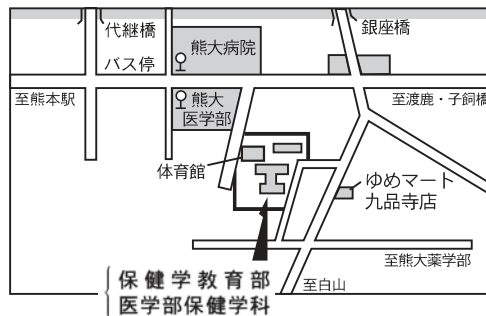 代継橋
銀座橋
熊大病院
バス停
至熊本駅
熊大
医学部
至渡鹿・子飼橋
体育館
ゆめマート
九品寺店
至熊大薬学部
至白山
保健学教育部
医学部保健学科